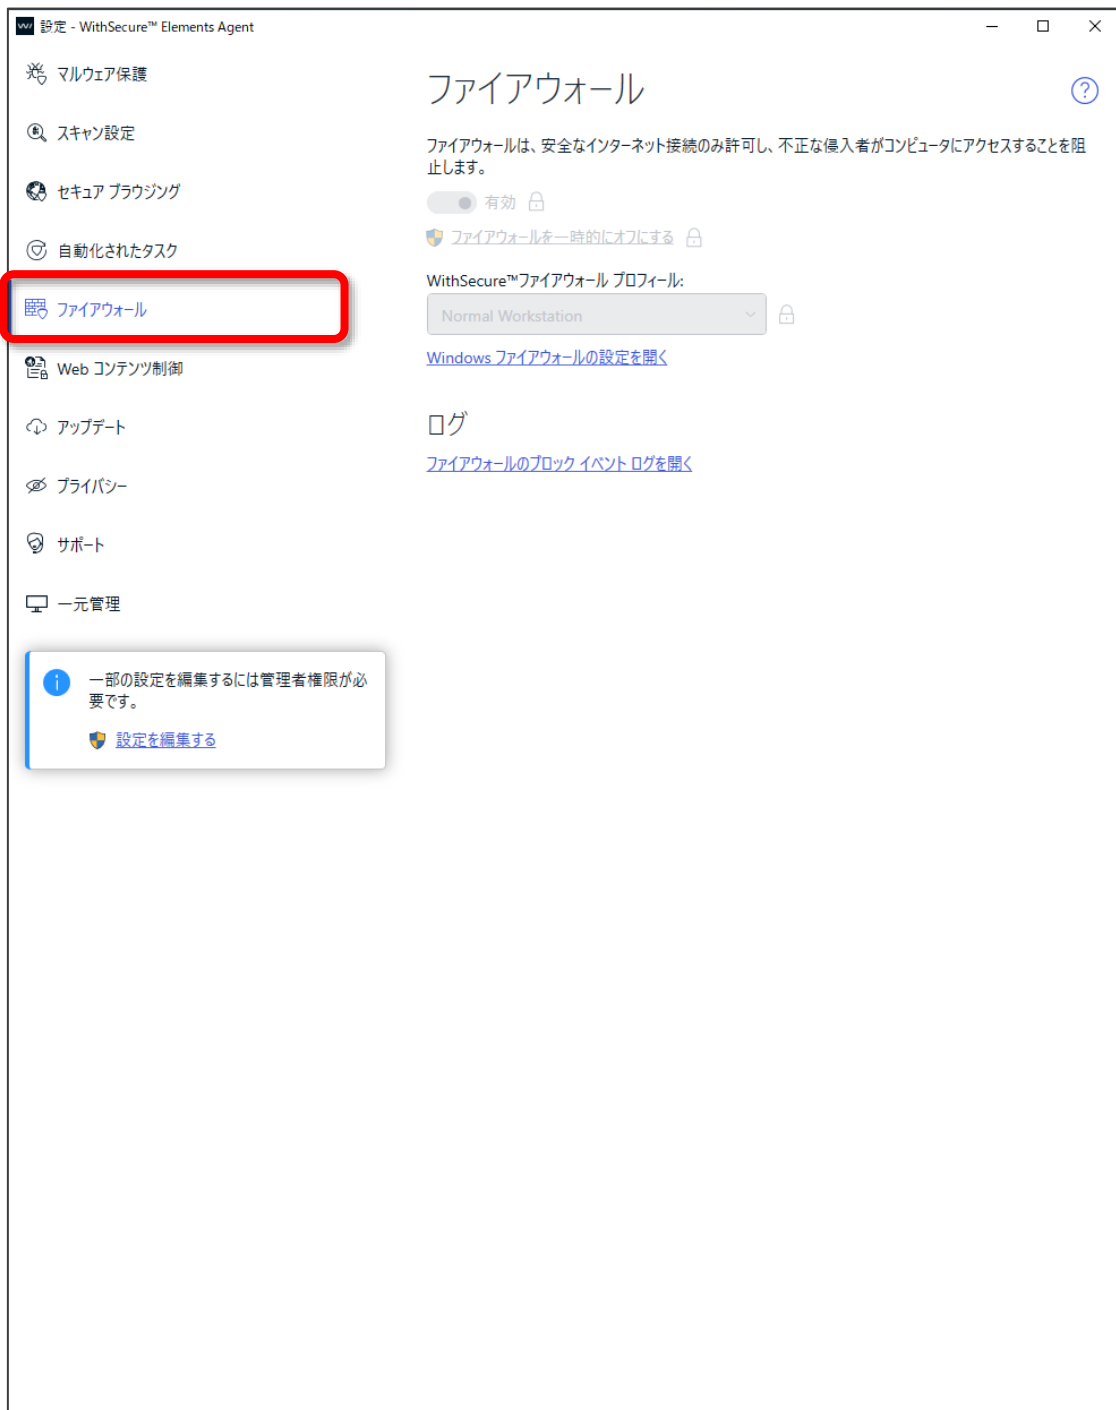 設定 - WithSecure™ Elements Agent
マルウェア保護
スキャン設定
セキュア ブラウジング
自動化されたタスク
ファイアウォール
Web コンテンツ制御
アップデート
プライバシー
サポート
一元管理
一部の設定を編集するには管理者権限が必
要です。
設定を編集する
ファイアウォール
ファイアウォールは、安全なインターネット接続のみ許可し、不正な侵入者がコンピュータにアクセスすることを阻
止します。
有効
ファイアウォールを一時的にオフにする
WithSecure™ファイアウォール プロフィール:
Normal Workstation
Windows ファイアウォールの設定を開く
ログ
ファイアウォールのブロック イベント ログを開く